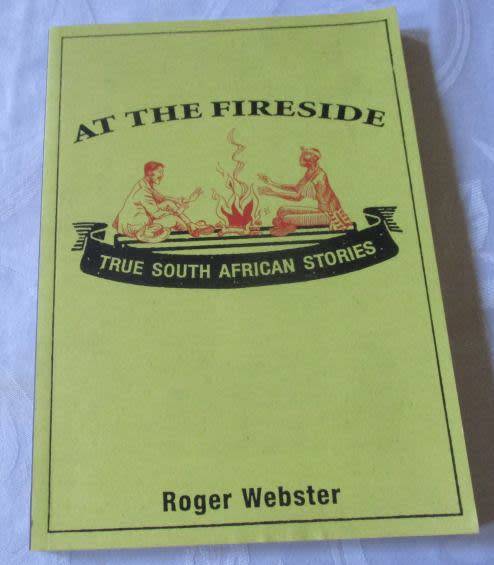 AT THE FIRESIDE
TRUE SOUTH AFRICAN STORIES
Roger Webster